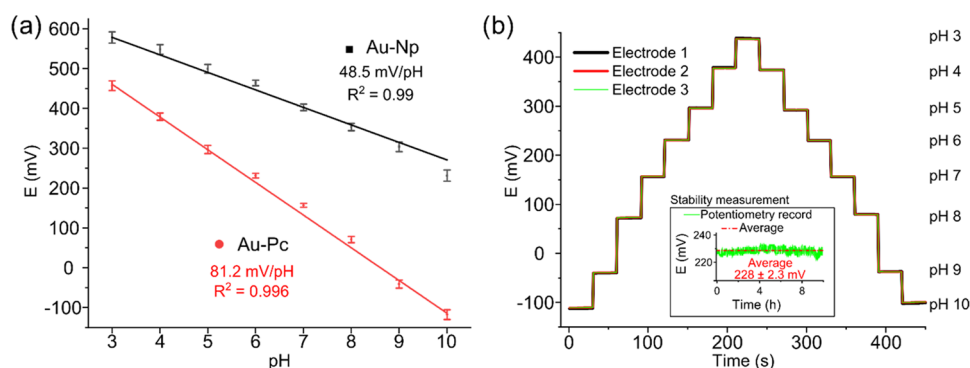 (a)
600
500
400
300
200
100
0
-100
E (mV)
3 4 5 6 7 8 9 10
pH
Au-Np
48.5 mV/pH
R² = 0.99
Au-Pc
81.2 mV/pH
R² = 0.996
(b)
400
300
200
100
0
-100
E (mV)
0 100 200 300 400
Time (s)
Electrode 1
Electrode 2
Electrode 3
pH 3
pH 4
pH 5
pH 6
pH 7
pH 8
pH 9
pH 10
Stability measurement
Potentiometry record
Average
240
220
E (mV)
Average
228 ± 2.3 mV
0 4 8
Time (h)